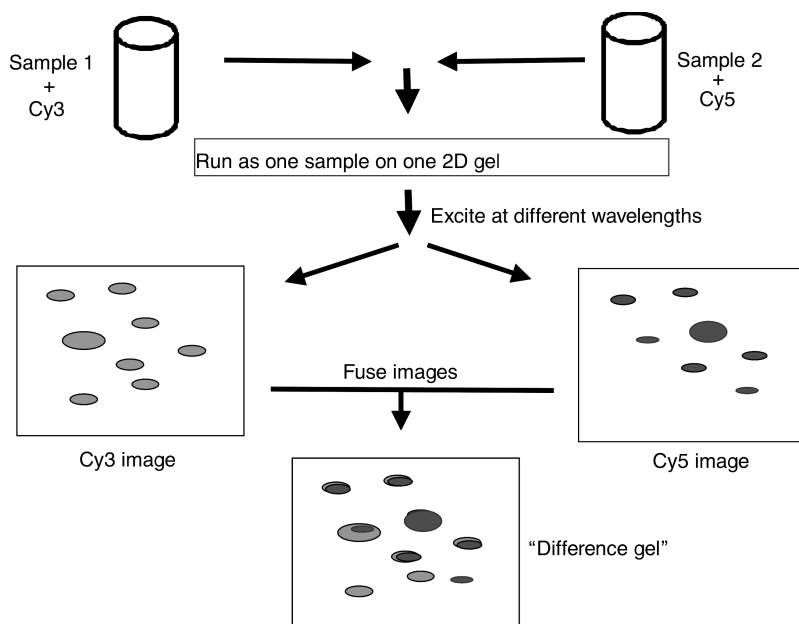 Sample 1
+
Cy3
Sample 2
+
Cy5
Run as one sample on one 2D gel
Excite at different wavelengths
Fuse images
Cy3 image
Cy5 image
“Difference gel”